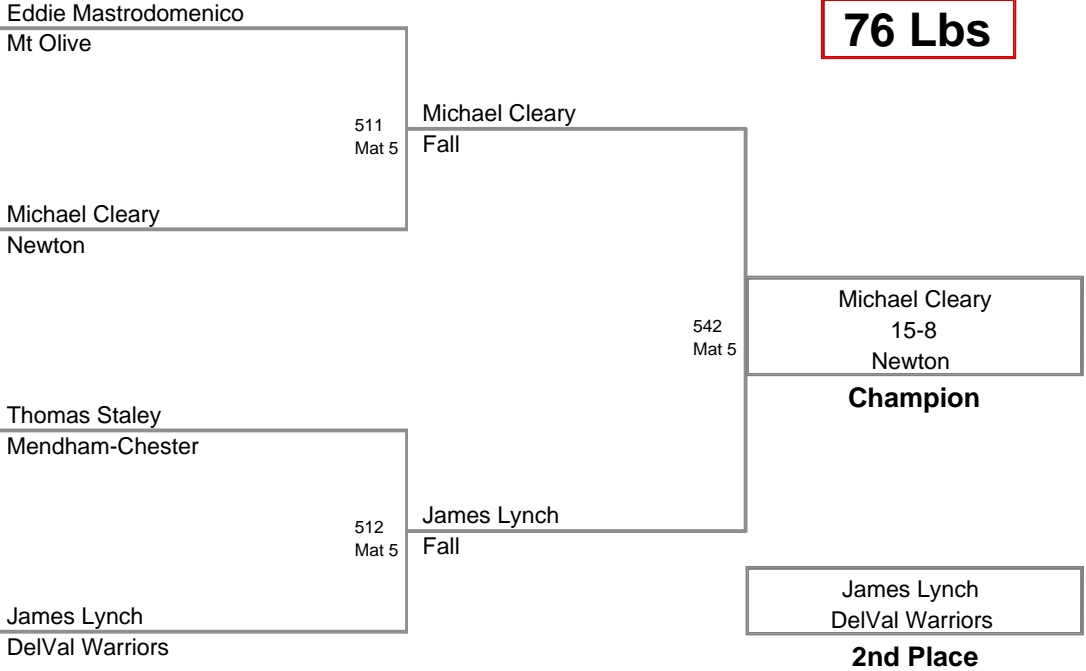 Eddie Mastrodomenico
Mt Olive
76 Lbs
511
Mat 5
Michael Cleary
Fall
Michael Cleary
Newton
542
Mat 5
Michael Cleary
15-8
Newton
Champion
Thomas Staley
Mendham-Chester
512
Mat 5
James Lynch
Fall
James Lynch
DelVal Warriors
James Lynch
DelVal Warriors
2nd Place